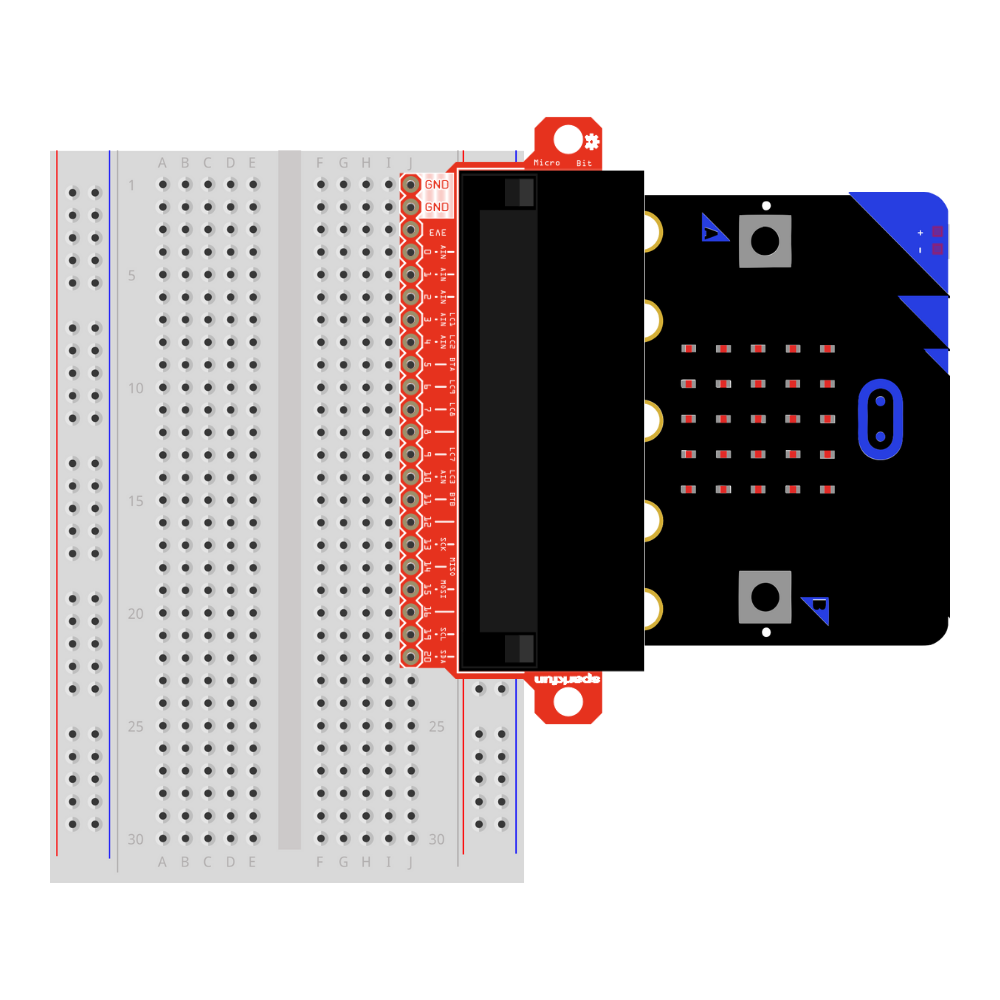 Micro Bit
A B C D E F G H I J
1 GND
GND
3V3
0 AIN
5 1 AIN
2 AIN
3 AIN LC1
4 AIN LC2
5 BTA
10 6 LC9
7 LC8
8
9 LC7
10 AIN LC3
15 11 BTB
12
13 SCK
14 MISO
15 MOSI
20 16
19 SCL
20 SDA
sparkfun
25 25
30 30
A B C D E F G H I J
A
+
-
B